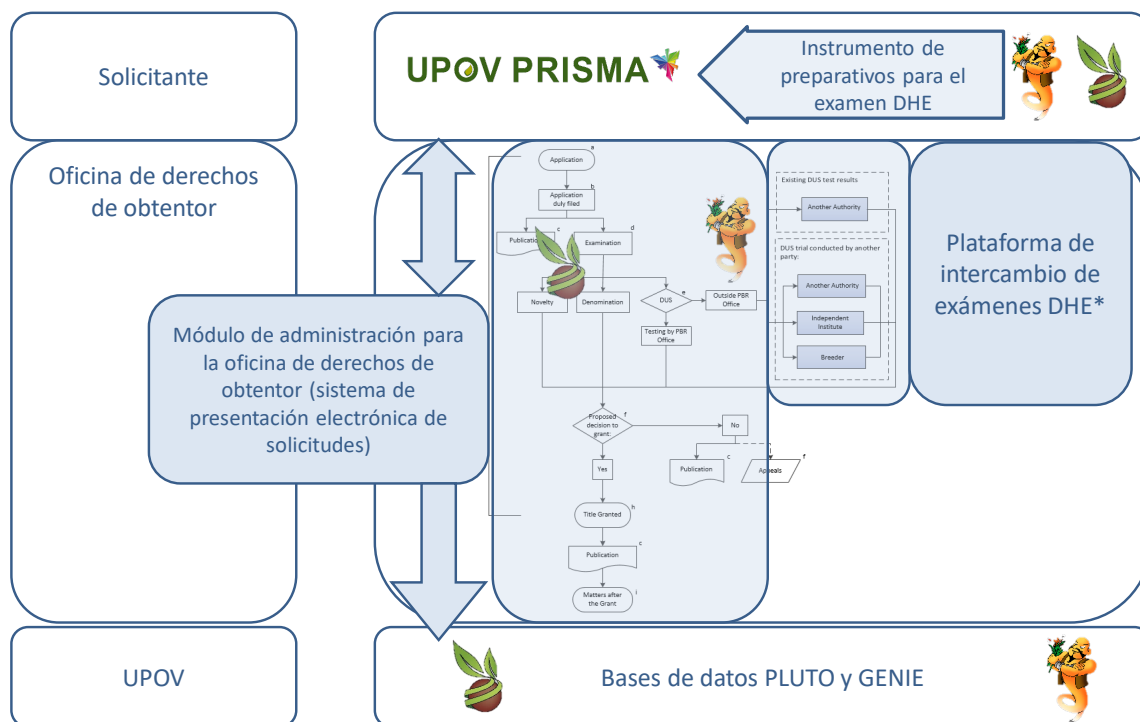 Solicitante
UPOV PRISMA
Instrumento de
preparativos para el
examen DHE
Oficina de derechos
de obtentor
Módulo de administración para
la oficina de derechos de
obtentor (sistema de
presentación electrónica de
solicitudes)
a
Application
b
Application
duly filed
c
Publication
d
Examination
Novelty
Denomination
e
DUS
Outside PBR
Office
Testing by PBR
Office
Existing DUS test results
Another Authority
DUS trial conducted by another
party:
Another Authority
Independent
Institute
Breeder
Plataforma de
intercambio de
exámenes DHE*
f
Proposed
decision to
grant:
No
Yes
c
Publication
f
Appeals
h
Title Granted
c
Publication
i
Matters after
the Grant
UPOV
Bases de datos PLUTO y GENIE